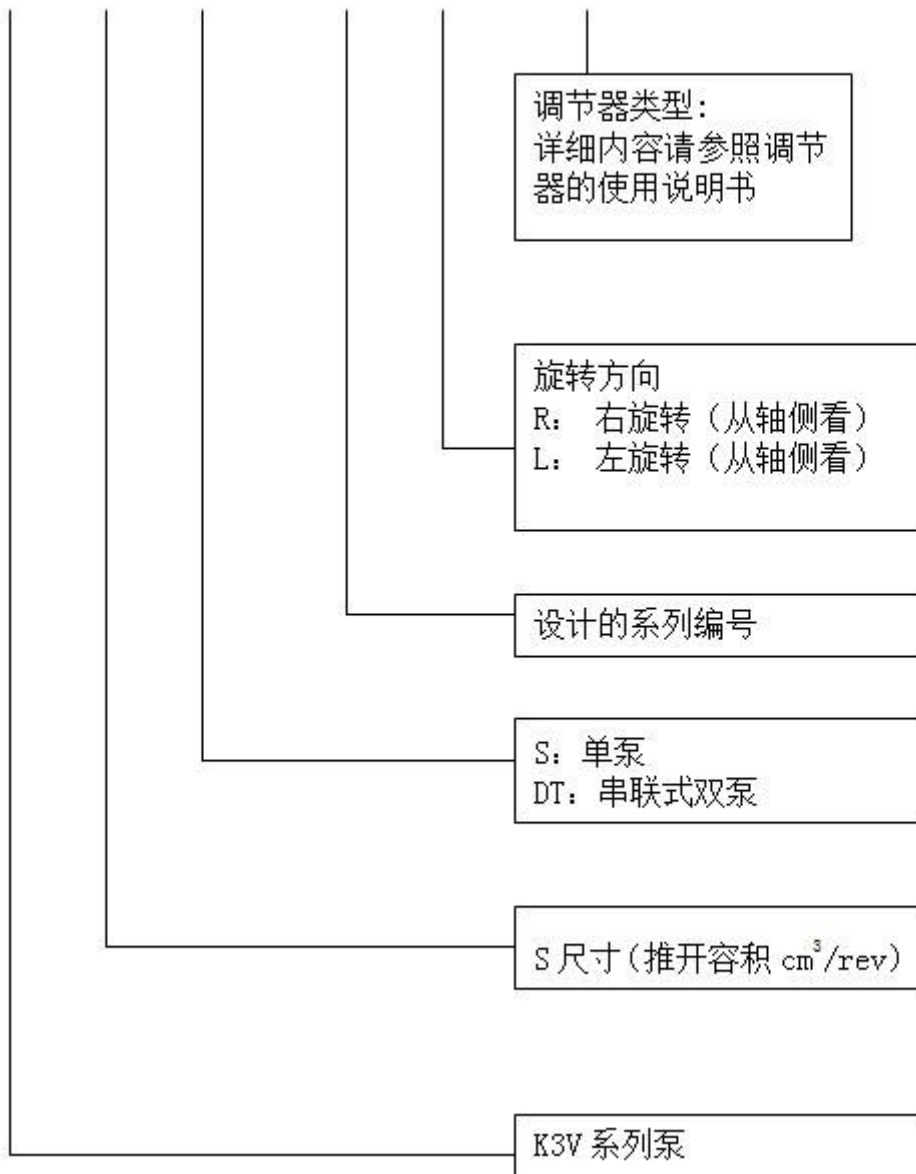 调节器类型:
详细内容请参照调节
器的使用说明书
旋转方向
R: 右旋转（从轴侧看）
L: 左旋转（从轴侧看）
设计的系列编号
S: 单泵
DT: 串联式双泵
S 尺寸(推开容积 cm³/rev)
K3V 系列泵